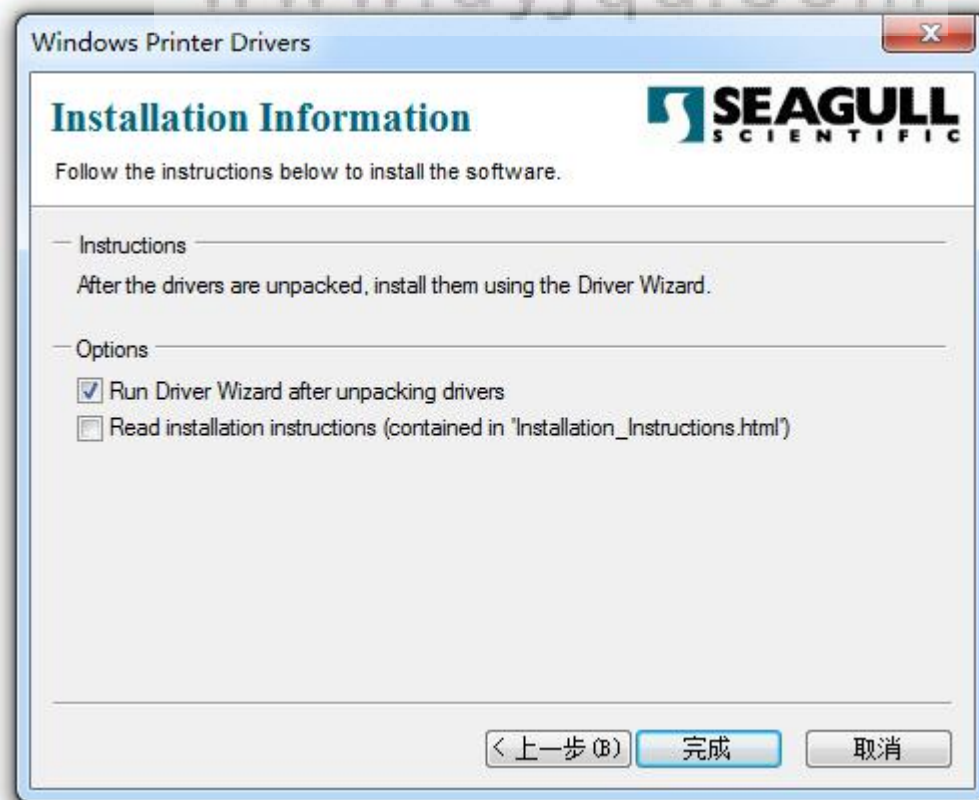 Windows Printer Drivers
Installation Information
SEAGULL
SCIENTIFIC
Follow the instructions below to install the software.
Instructions
After the drivers are unpacked, install them using the Driver Wizard.
Options
Run Driver Wizard after unpacking drivers
Read installation instructions (contained in 'Installation_Instructions.html')
< 上一步(B) 完成 取消